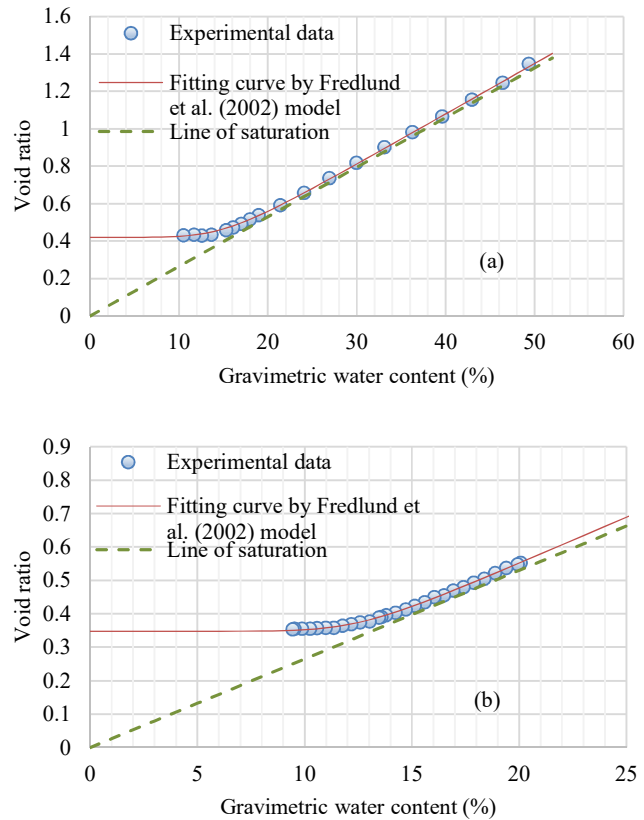 1.6
1.4
1.2
1
0.8
0.6
0.4
0.2
0
Void ratio
Experimental data
Fitting curve by Fredlund
et al. (2002) model
Line of saturation
(a)
0 10 20 30 40 50 60
Gravimetric water content (%)
0.9
0.8
0.7
0.6
0.5
0.4
0.3
0.2
0.1
0
Void ratio
Experimental data
Fitting curve by Fredlund et
al. (2002) model
Line of saturation
(b)
0 5 10 15 20 25
Gravimetric water content (%)